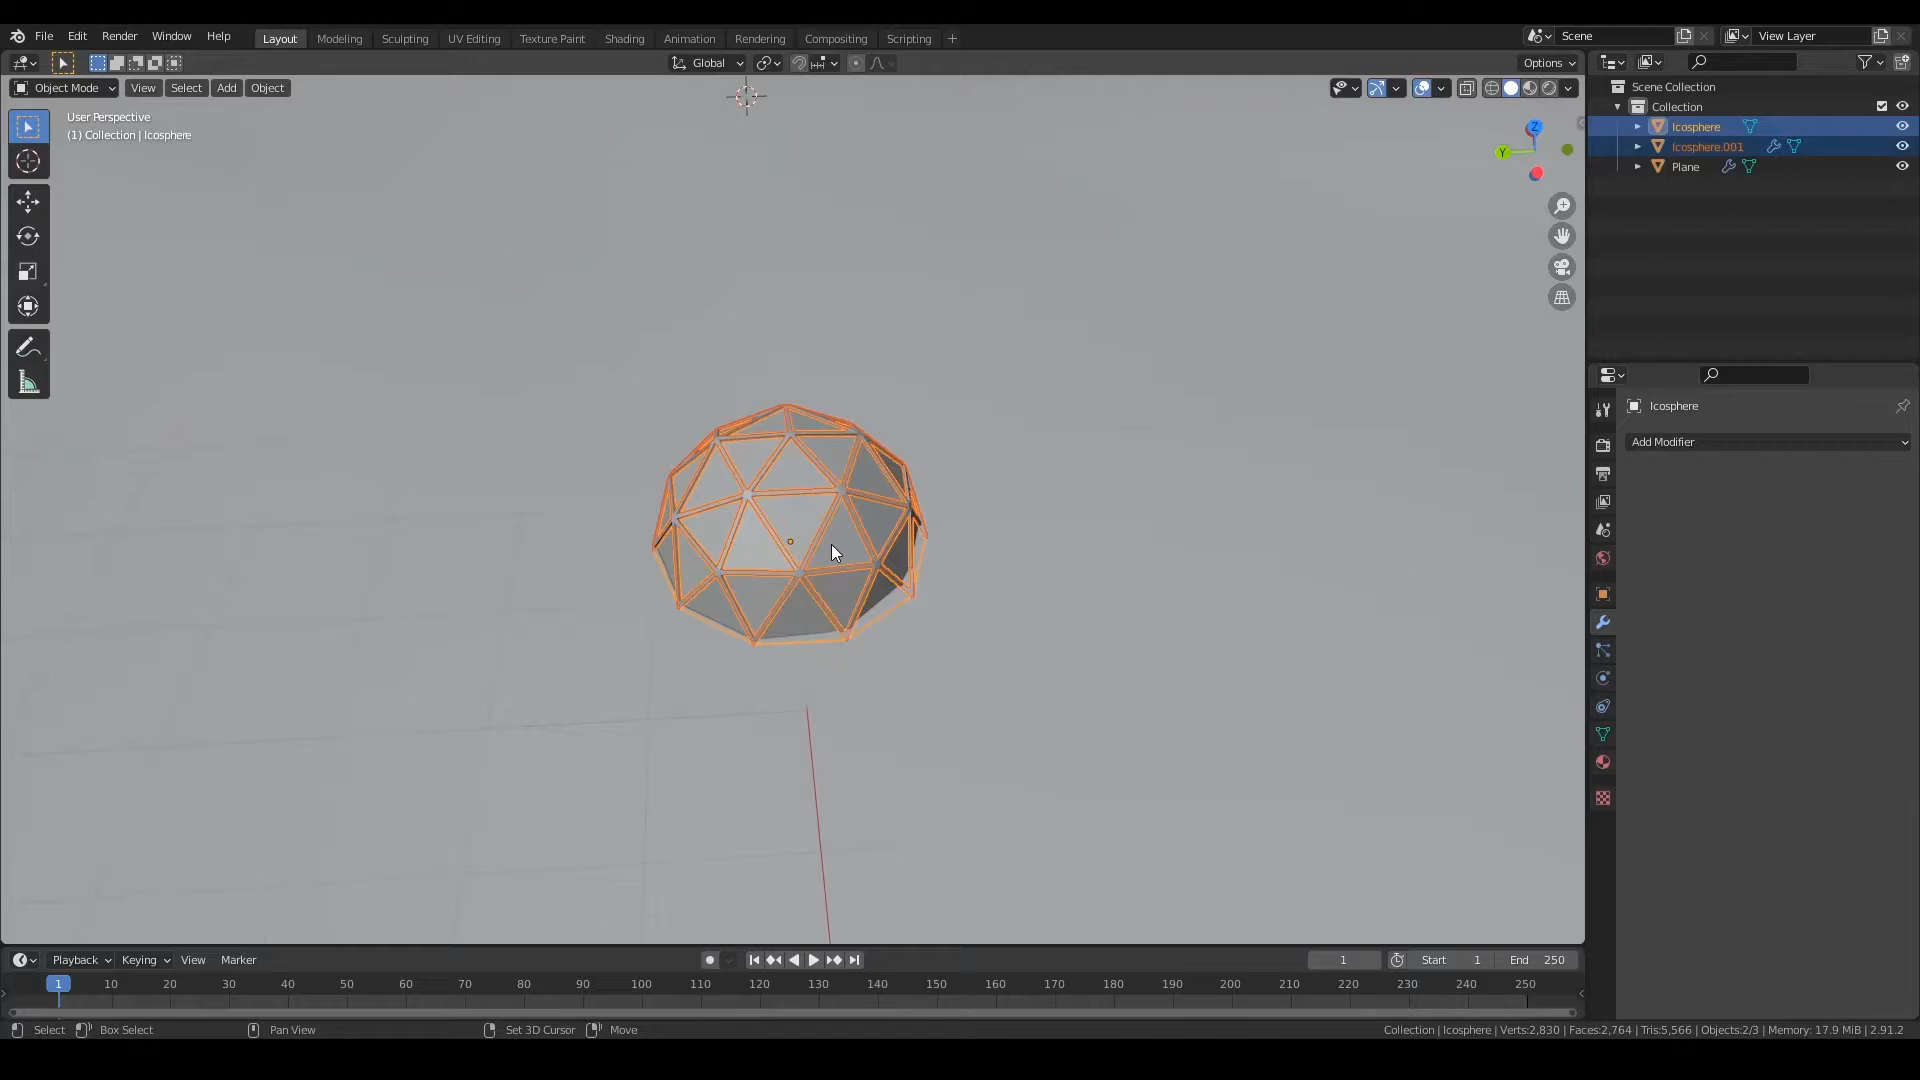 File Edit Render Window Help Layout Modeling Sculpting UV Editing Texture Paint Shading Animation Rendering Compositing Scripting + Scene View Layer
Global Options
Object Mode View Select Add Object
User Perspective
(1) Collection | Icosphere
Z
Y
Scene Collection
Collection
Icosphere
Icosphere.001
Plane
Icosphere
Add Modifier
Playback Keying View Marker 1 Start 1 End 250
1 10 20 30 40 50 60 70 80 90 100 110 120 130 140 150 160 170 180 190 200 210 220 230 240 250
Select Box Select Pan View Set 3D Cursor Move Collection | Icosphere | Verts:2,830 | Faces:2,764 | Tris:5,566 | Objects:2/3 | Memory: 17.9 MiB | 2.91.2